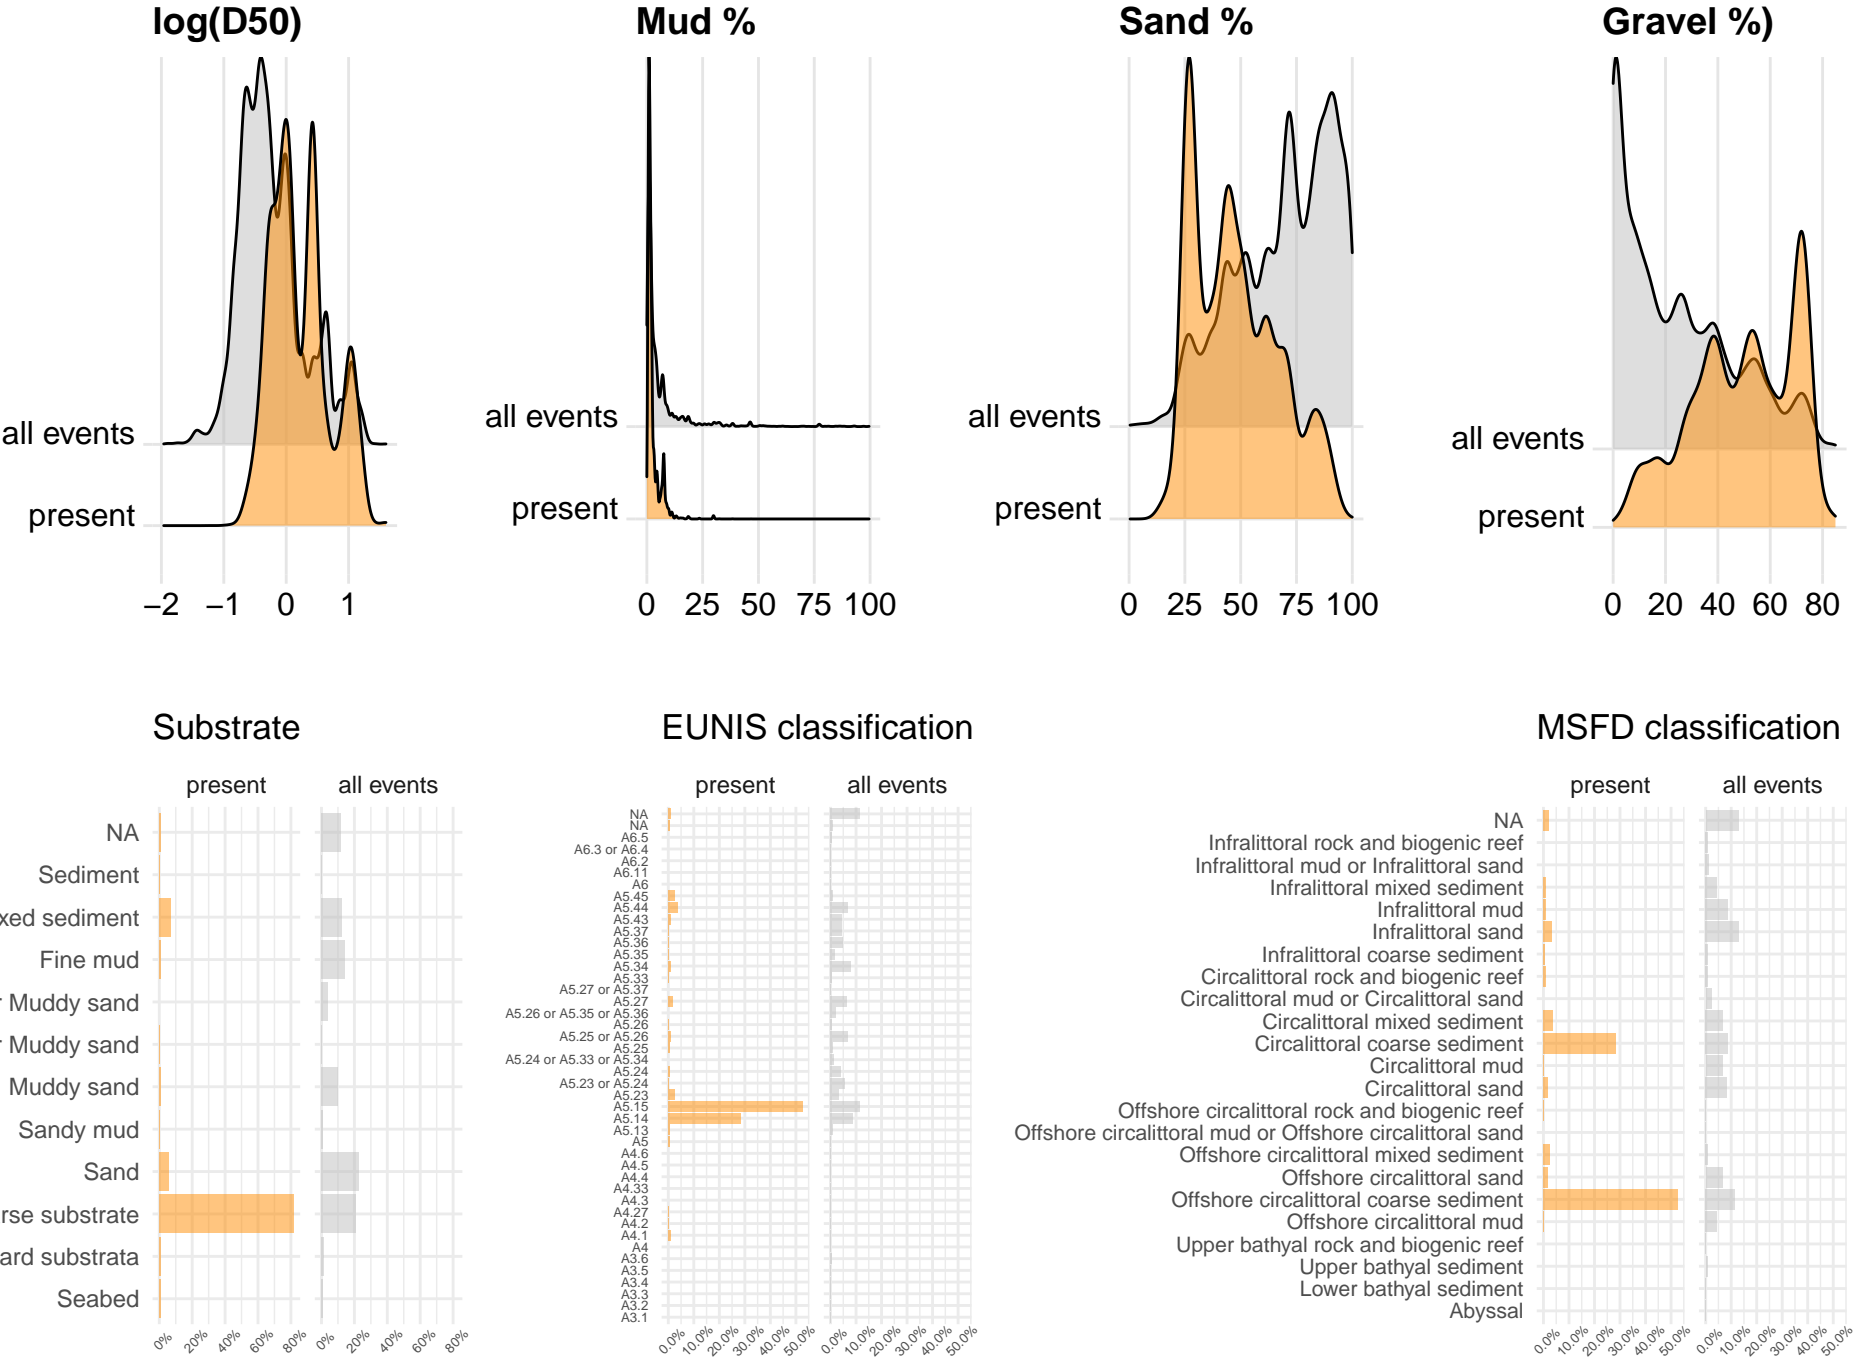 log(D50)
Mud %
Sand %
Gravel %)
all events
present
−2 −1 0 1
all events
present
0 25 50 75 100
all events
present
0 25 50 75 100
all events
present
0 20 40 60 80
Substrate
present all events
NA
Sediment
xed sediment
Fine mud
r Muddy sand
r Muddy sand
Muddy sand
Sandy mud
Sand
rse substrate
ard substrata
Seabed
0% 20% 40% 60% 80% 0% 20% 40% 60% 80%
EUNIS classification
present all events
NA
NA
A6.5
A6.3 or A6.4
A6.2
A6.11
A6
A5.45
A5.44
A5.43
A5.37
A5.36
A5.35
A5.34
A5.33
A5.27 or A5.37
A5.27
A5.26 or A5.35 or A5.36
A5.26
A5.25 or A5.26
A5.25
A5.24 or A5.33 or A5.34
A5.24
A5.23 or A5.24
A5.23
A5.15
A5.14
A5.13
A5
A4.6
A4.5
A4.4
A4.33
A4.3
A4.27
A4.2
A4.1
A4
A3.6
A3.5
A3.4
A3.3
A3.2
A3.1
0.0% 10.0% 20.0% 30.0% 40.0% 50.0% 0.0% 10.0% 20.0% 30.0% 40.0% 50.0%
MSFD classification
present all events
NA
Infralittoral rock and biogenic reef
Infralittoral mud or Infralittoral sand
Infralittoral mixed sediment
Infralittoral mud
Infralittoral sand
Infralittoral coarse sediment
Circalittoral rock and biogenic reef
Circalittoral mud or Circalittoral sand
Circalittoral mixed sediment
Circalittoral coarse sediment
Circalittoral mud
Circalittoral sand
Offshore circalittoral rock and biogenic reef
Offshore circalittoral mud or Offshore circalittoral sand
Offshore circalittoral mixed sediment
Offshore circalittoral sand
Offshore circalittoral coarse sediment
Offshore circalittoral mud
Upper bathyal rock and biogenic reef
Upper bathyal sediment
Lower bathyal sediment
Abyssal
0.0% 10.0% 20.0% 30.0% 40.0% 50.0% 0.0% 10.0% 20.0% 30.0% 40.0% 50.0%